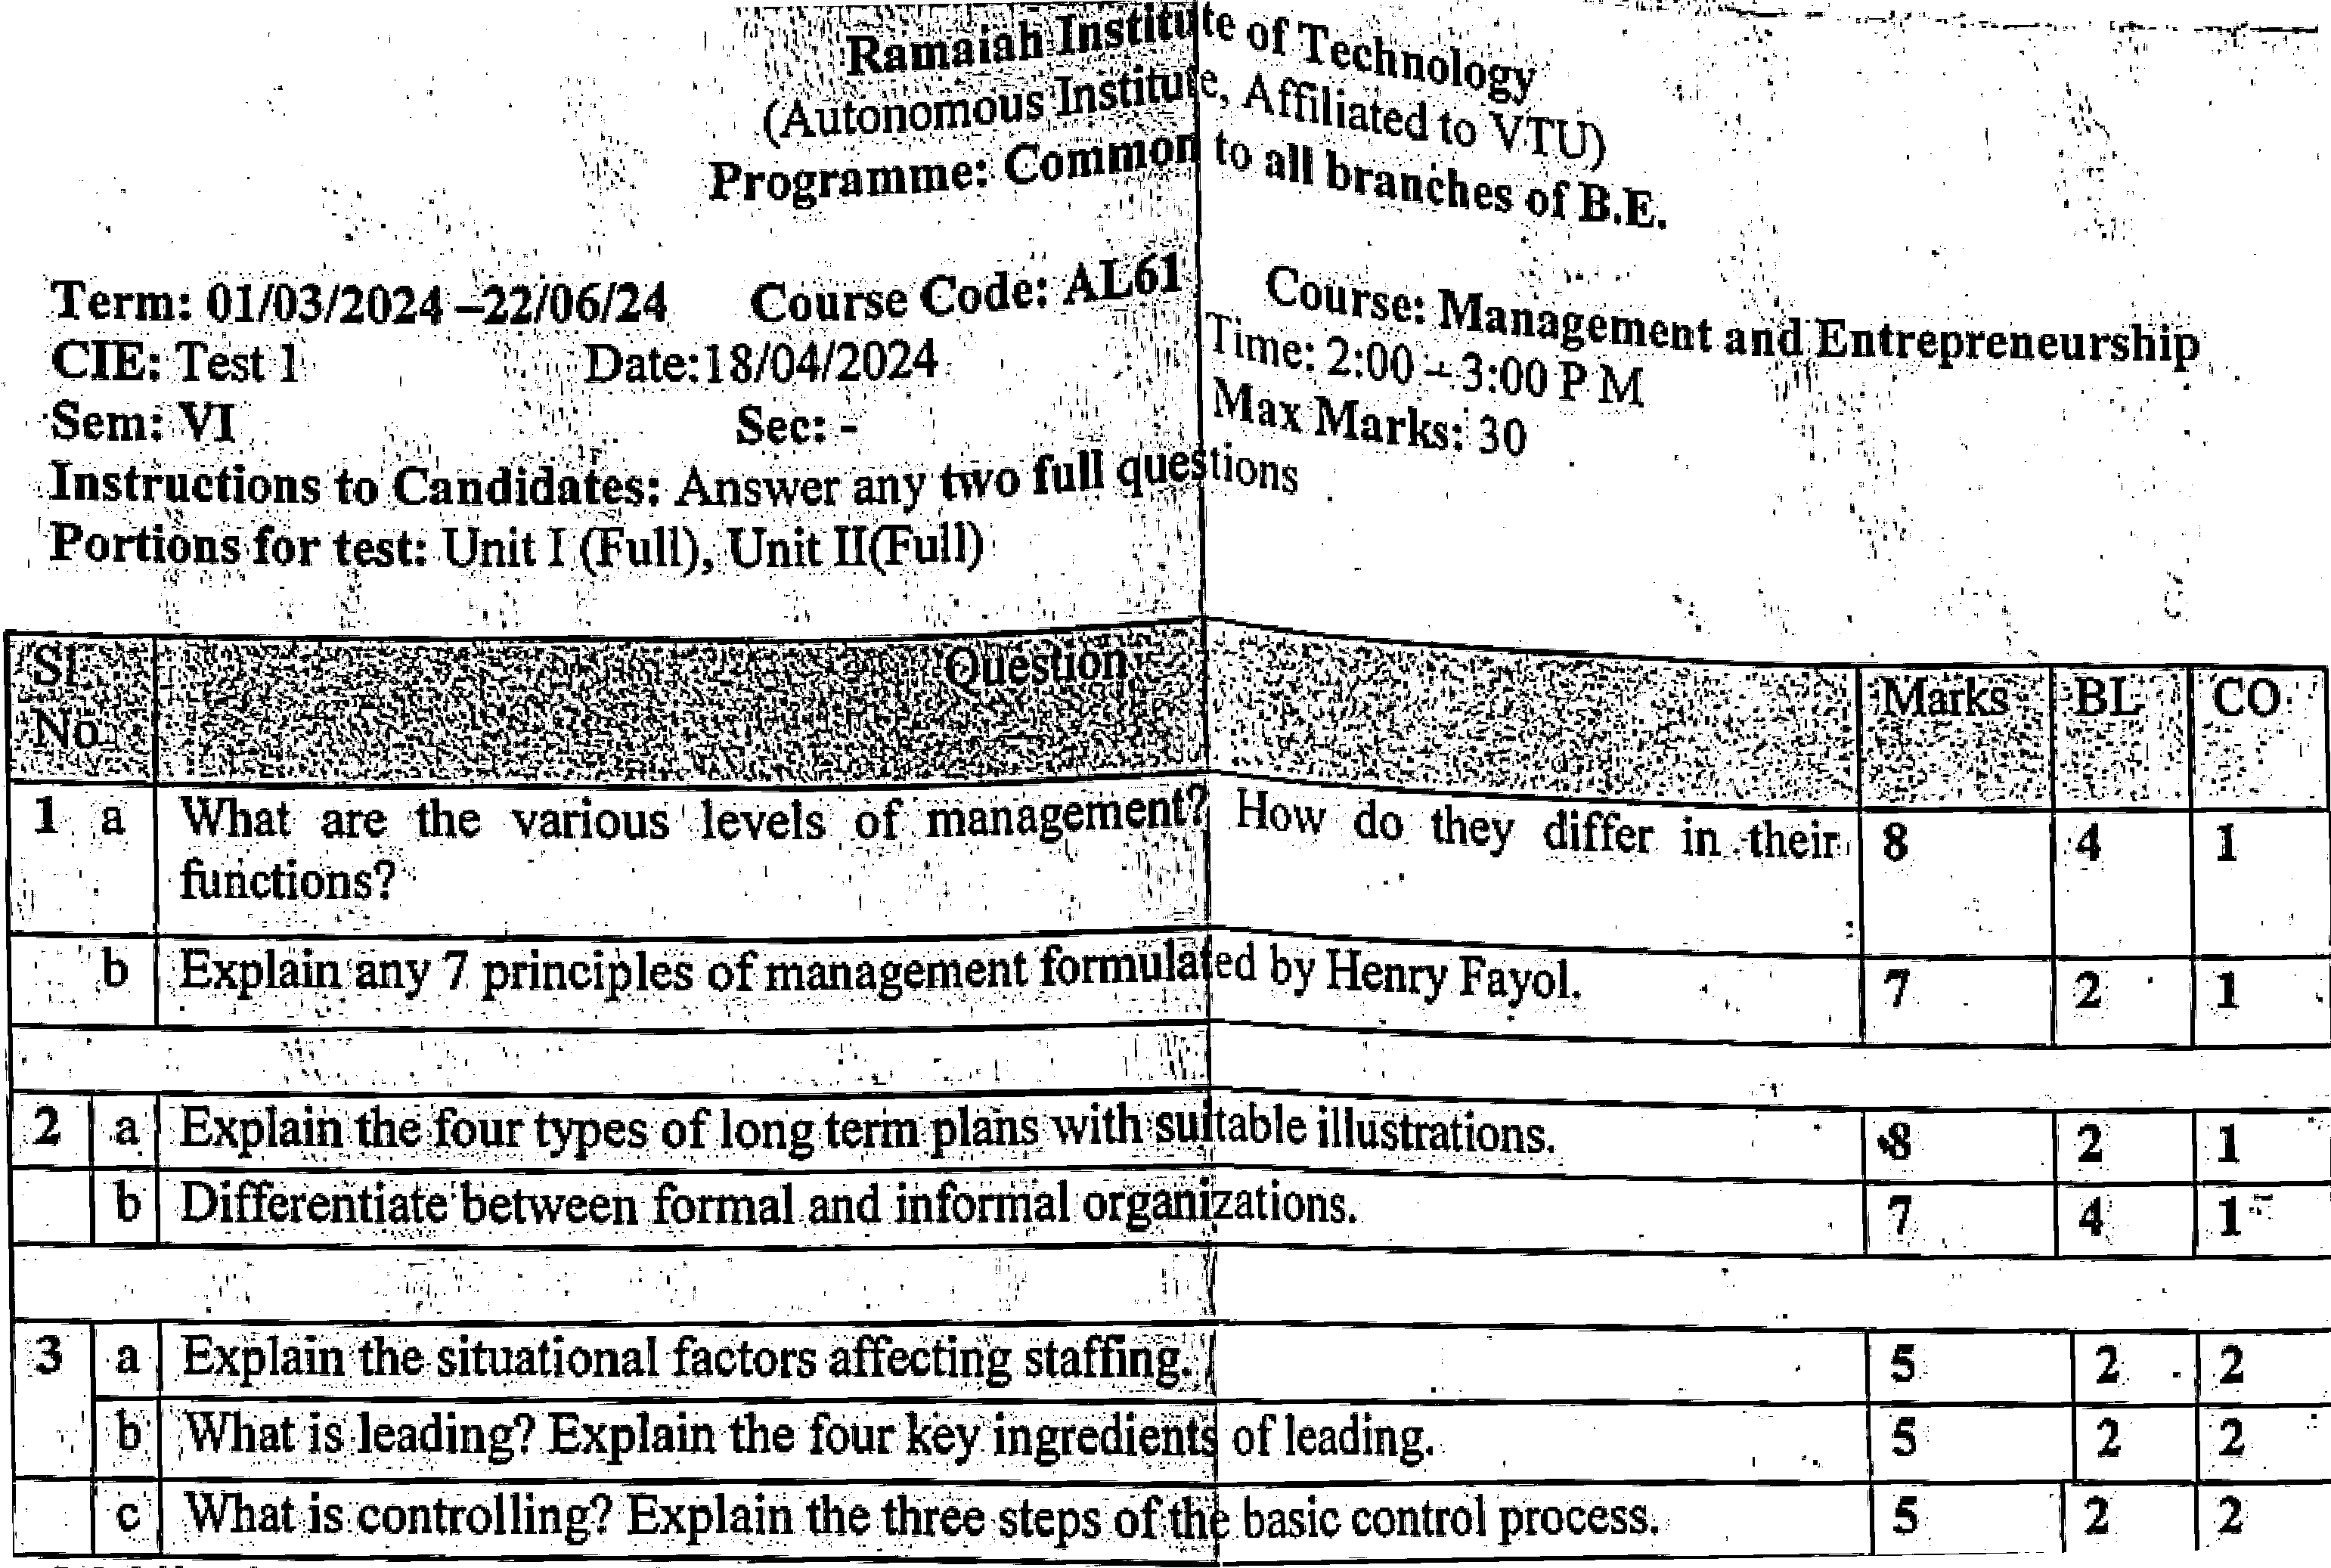 Ramaiah Institute of Technology
(Autonomous Institute, Affiliated to VTU)
Programme: Common to all branches of B.E.
Term: 01/03/2024 –22/06/24 Course Code: AL61 Course: Management and Entrepreneurship
CIE: Test 1 Date:18/04/2024 Time: 2:00 – 3:00 P M
Sem: VI Sec: - Max Marks: 30
Instructions to Candidates: Answer any two full questions
Portions for test: Unit I (Full), Unit II(Full)
Sl. Question Marks BL CO
No
1 a What are the various levels of management? How do they differ in their 8 4 1
functions?
b Explain any 7 principles of management formulated by Henry Fayol. 7 2 1
2 a Explain the four types of long term plans with suitable illustrations. 8 2 1
b Differentiate between formal and informal organizations. 7 4 1
3 a Explain the situational factors affecting staffing. 5 2 2
b What is leading? Explain the four key ingredients of leading. 5 2 2
c What is controlling? Explain the three steps of the basic control process. 5 2 2